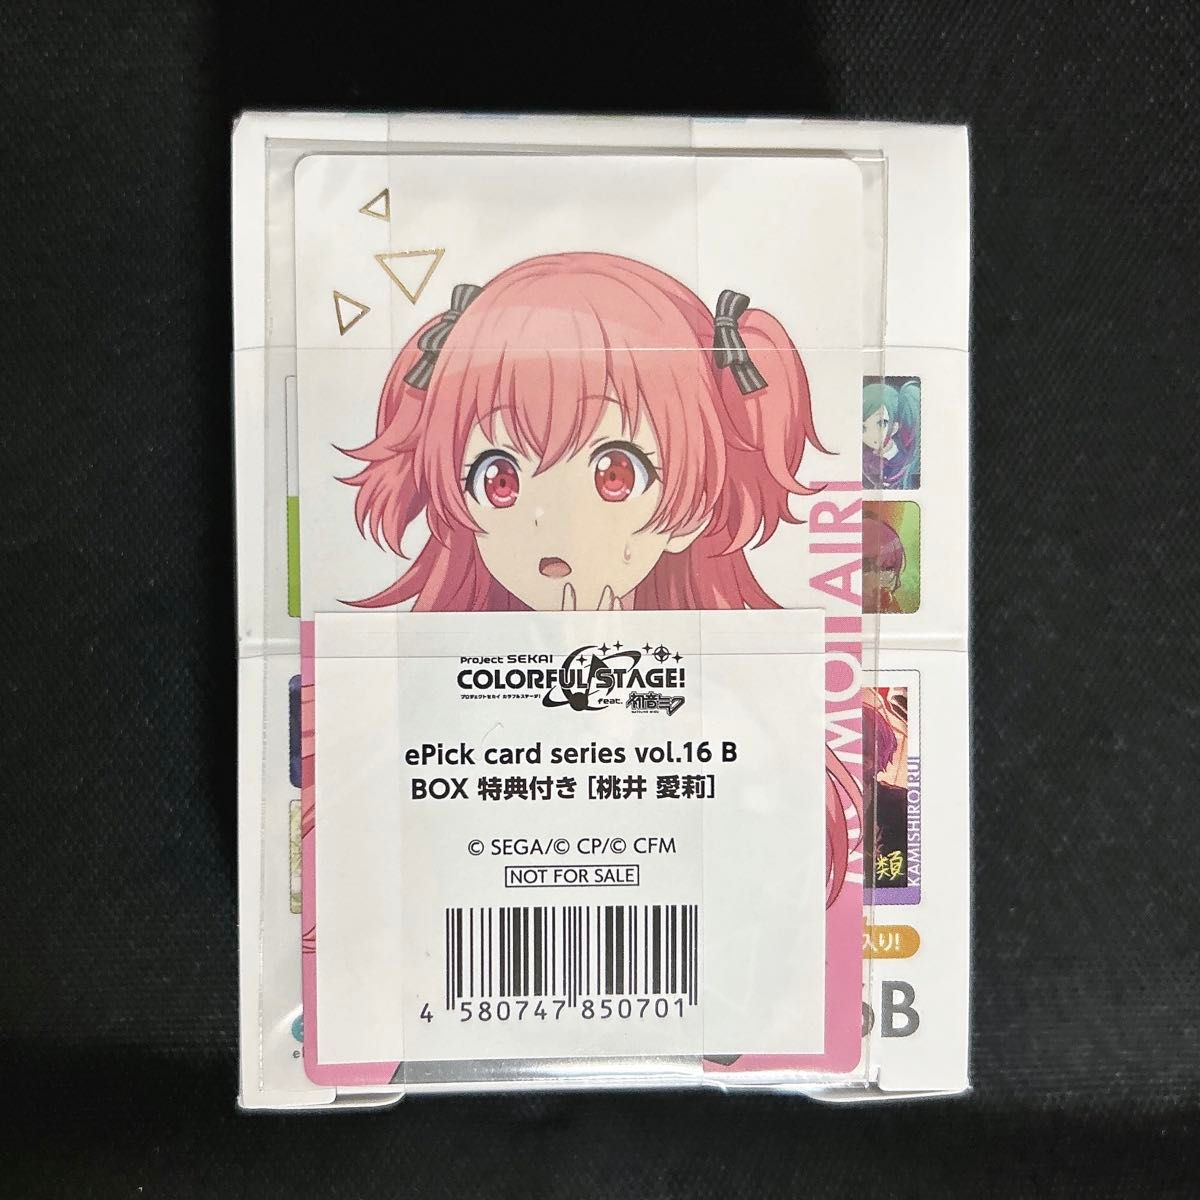 MOMOI AIRI
Project SEKAI
COLORFUL STAGE!
プロジェクトセカイ カラフルステージ!
feat. 初音ミク
HATSUNE MIKU
ePick card series vol.16 B
BOX 特典付き [桃井 愛莉]
© SEGA/© CP/© CFM
NOT FOR SALE
4 580747 850701
類
KAMISHIRO RUI
入り!
6B